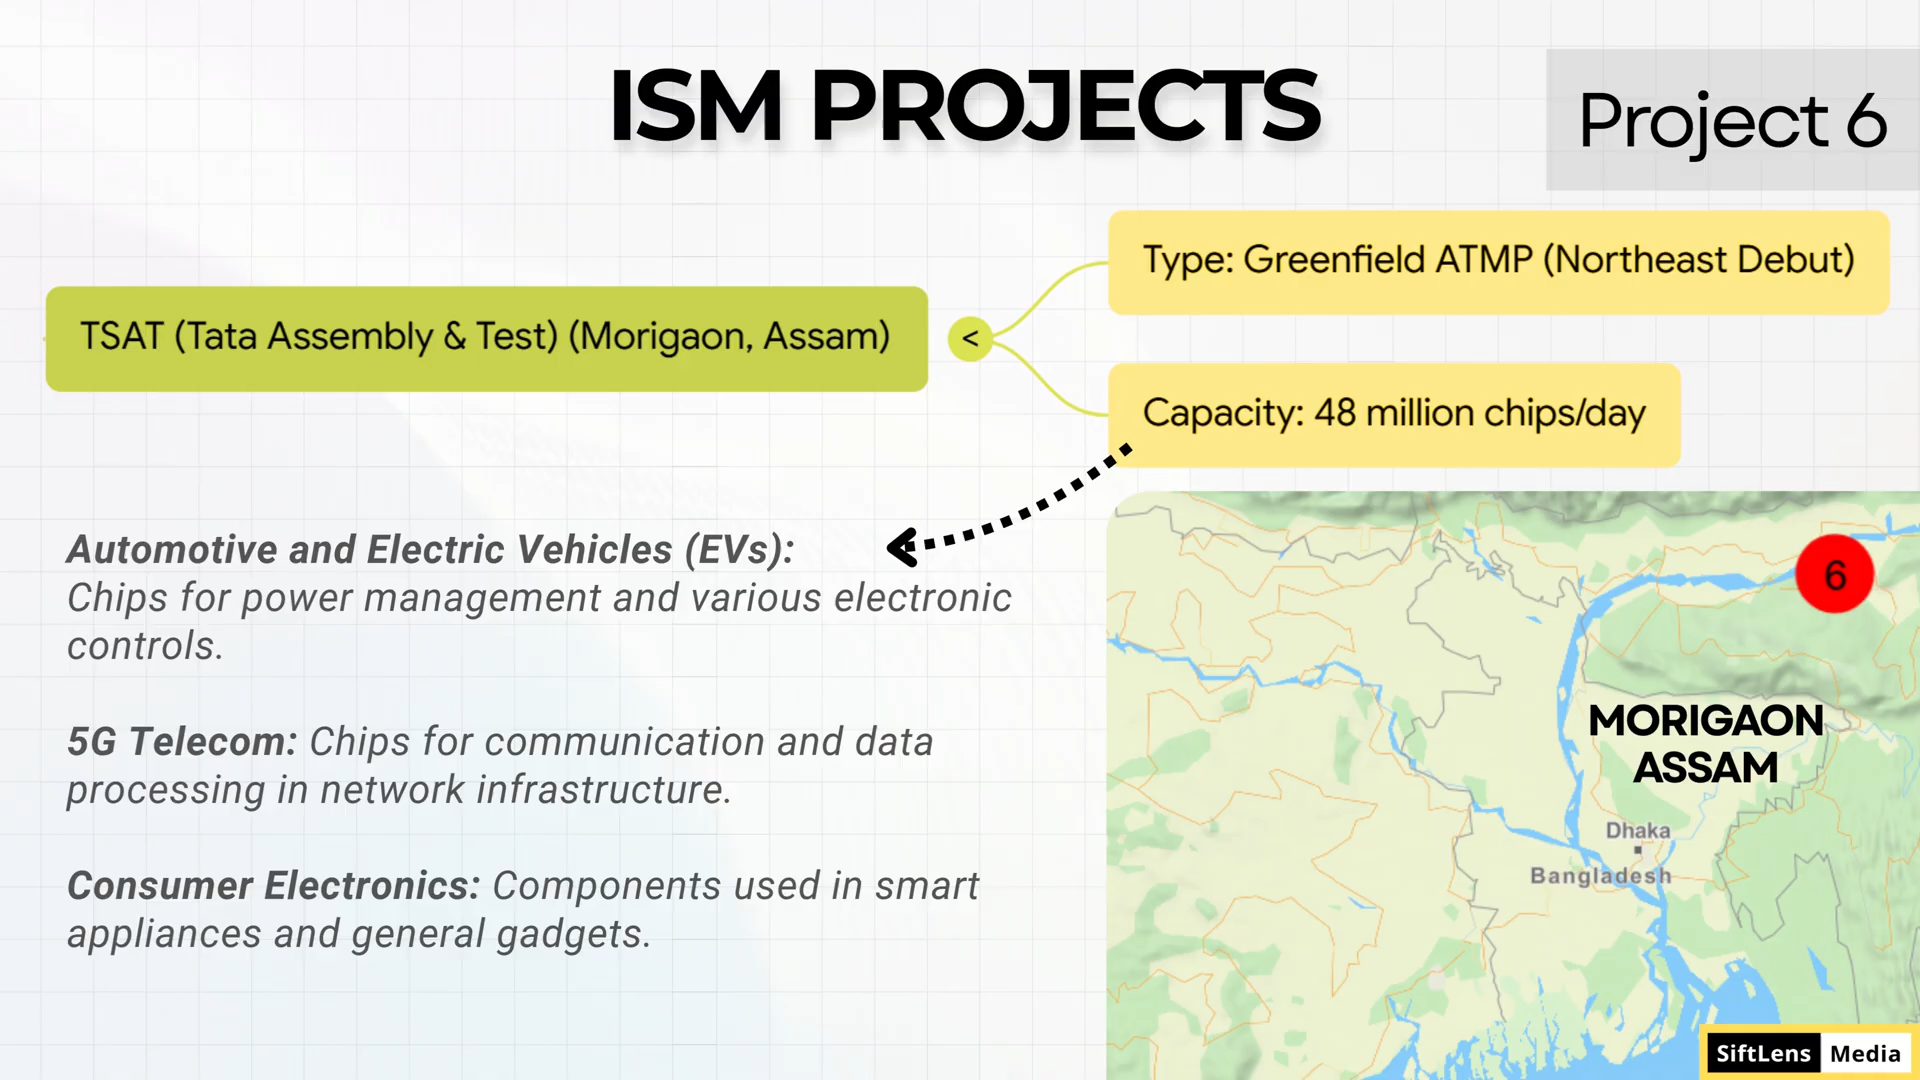 ISM PROJECTS
Project 6
TSAT (Tata Assembly & Test) (Morigaon, Assam)
<
Type: Greenfield ATMP (Northeast Debut)
Capacity: 48 million chips/day
Automotive and Electric Vehicles (EVs):
Chips for power management and various electronic
controls.
5G Telecom: Chips for communication and data
processing in network infrastructure.
Consumer Electronics: Components used in smart
appliances and general gadgets.
6
MORIGAON
ASSAM
Dhaka
Bangladesh
SiftLens Media